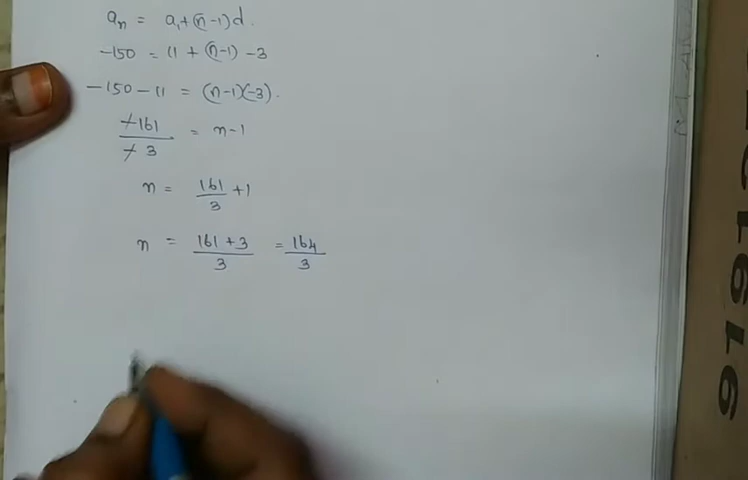 aₙ = a₁ + (n-1)d.
-150 = 11 + (n-1) -3
-150 - 11 = (n-1)(-3).
-161/-3 = n-1
n = 161/3 + 1
n = 161+3/3 = 164/3